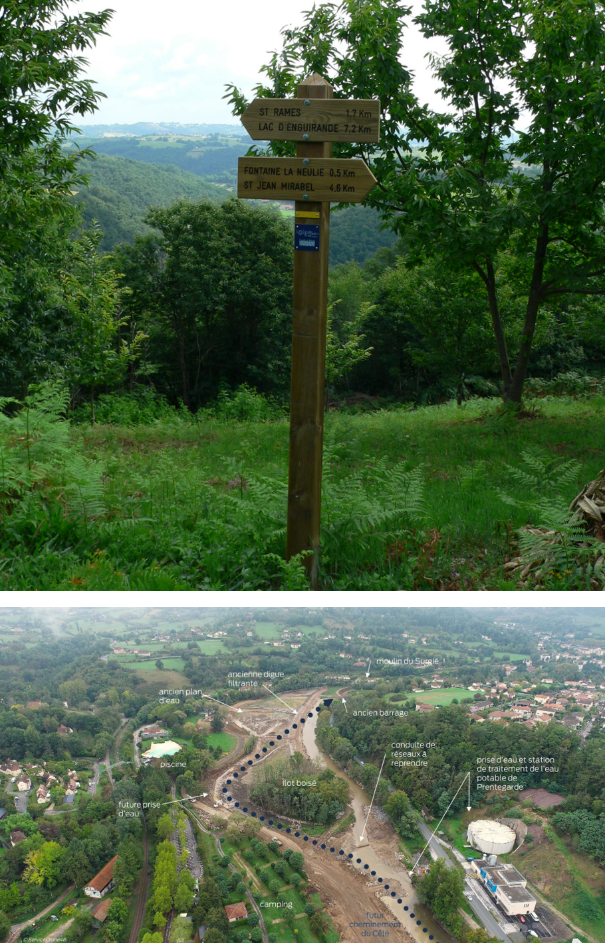 ST RAMES 1,7 Km
LAC D'ENGUIRANDE 7,2 Km
FONTAINE LA NEULIE 0,5 Km
ST JEAN MIRABEL 4,6 Km
moulin du Surgié
ancienne digue
filtrante
ancien plan
d'eau
ancien barrage
conduite de
réseaux à
reprendre
prise d'eau et station
de traitement de l'eau
potable de
Prentegarde
piscine
îlot boisé
future prise
d'eau
camping
futur
cheminement
du Célé